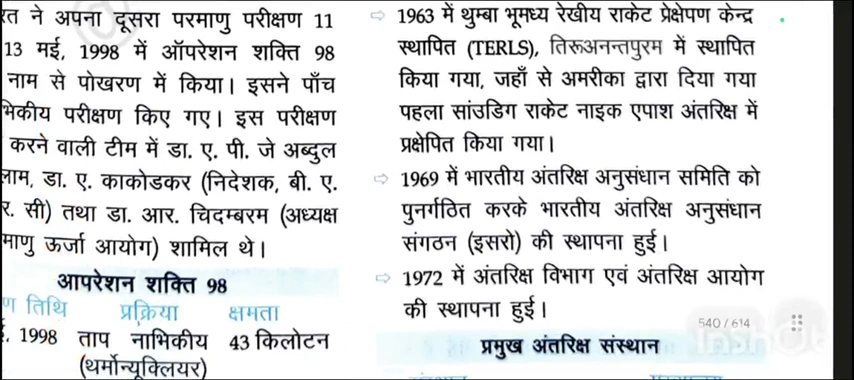 रत ने अपना दूसरा परमाणु परीक्षण 11
13 मई, 1998 में ऑपरेशन शक्ति 98
नाम से पोखरण में किया। इसने पाँच
भिकीय परीक्षण किए गए। इस परीक्षण
करने वाली टीम में डा. ए. पी. जे अब्दुल
लाम, डा. ए. काकोडकर (निदेशक, बी. ए.
र. सी) तथा डा. आर. चिदम्बरम (अध्यक्ष
माणु ऊर्जा आयोग) शामिल थे।
आपरेशन शक्ति 98
ण तिथि प्रक्रिया क्षमता
ई, 1998 ताप नाभिकीय 43 किलोटन
(थर्मोन्यूक्लियर)
⇨ 1963 में थुम्बा भूमध्य रेखीय राकेट प्रेक्षेपण केन्द्र
स्थापित (TERLS), तिरूअनन्तपुरम में स्थापित
किया गया, जहाँ से अमरीका द्वारा दिया गया
पहला सांउडिग राकेट नाइक एपाश अंतरिक्ष में
प्रक्षेपित किया गया।
⇨ 1969 में भारतीय अंतरिक्ष अनुसंधान समिति को
पुनर्गठित करके भारतीय अंतरिक्ष अनुसंधान
संगठन (इसरो) की स्थापना हुई।
⇨ 1972 में अंतरिक्ष विभाग एवं अंतरिक्ष आयोग
की स्थापना हुई।
540 / 614
InShOt
प्रमुख अंतरिक्ष संस्थान